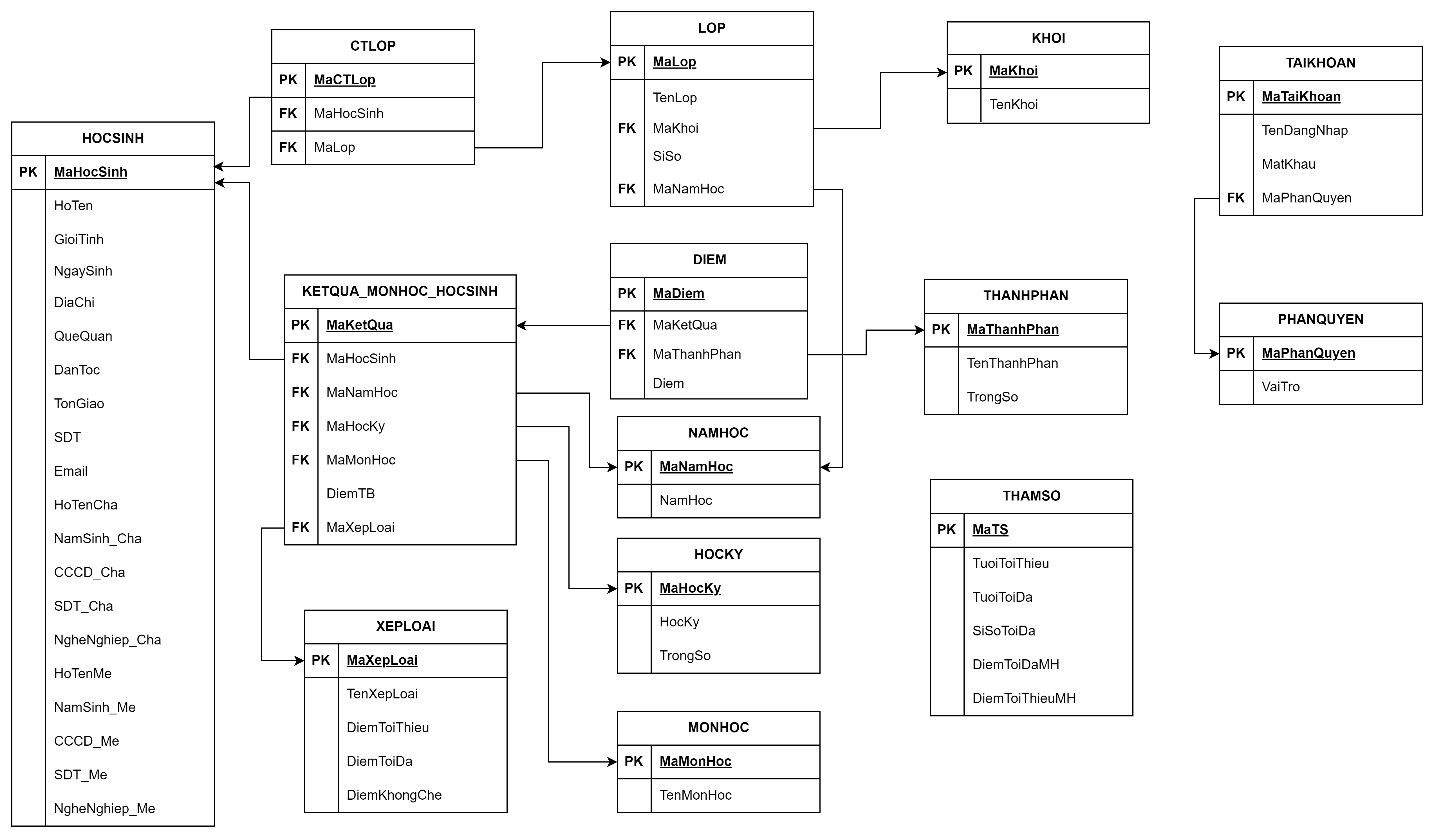 CTLOP
PK MaCTLop
FK MaHocSinh
FK MaLop
LOP
PK MaLop
TenLop
FK MaKhoi
SiSo
FK MaNamHoc
KHOI
PK MaKhoi
TenKhoi
TAIKHOAN
PK MaTaiKhoan
TenDangNhap
MatKhau
FK MaPhanQuyen
HOCSINH
PK MaHocSinh
HoTen
GioiTinh
NgaySinh
DiaChi
QueQuan
DanToc
TonGiao
SDT
Email
HoTenCha
NamSinh_Cha
CCCD_Cha
SDT_Cha
NgheNghiep_Cha
HoTenMe
NamSinh_Me
CCCD_Me
SDT_Me
NgheNghiep_Me
KETQUA_MONHOC_HOCSINH
PK MaKetQua
FK MaHocSinh
FK MaNamHoc
FK MaHocKy
FK MaMonHoc
DiemTB
FK MaXepLoai
DIEM
PK MaDiem
FK MaKetQua
FK MaThanhPhan
Diem
THANHPHAN
PK MaThanhPhan
TenThanhPhan
TrongSo
PHANQUYEN
PK MaPhanQuyen
VaiTro
NAMHOC
PK MaNamHoc
NamHoc
THAMSO
PK MaTS
TuoiToiThieu
TuoiToiDa
SiSoToiDa
DiemToiDaMH
DiemToiThieuMH
HOCKY
PK MaHocKy
HocKy
TrongSo
XEPLOAI
PK MaXepLoai
TenXepLoai
DiemToiThieu
DiemToiDa
DiemKhongChe
MONHOC
PK MaMonHoc
TenMonHoc